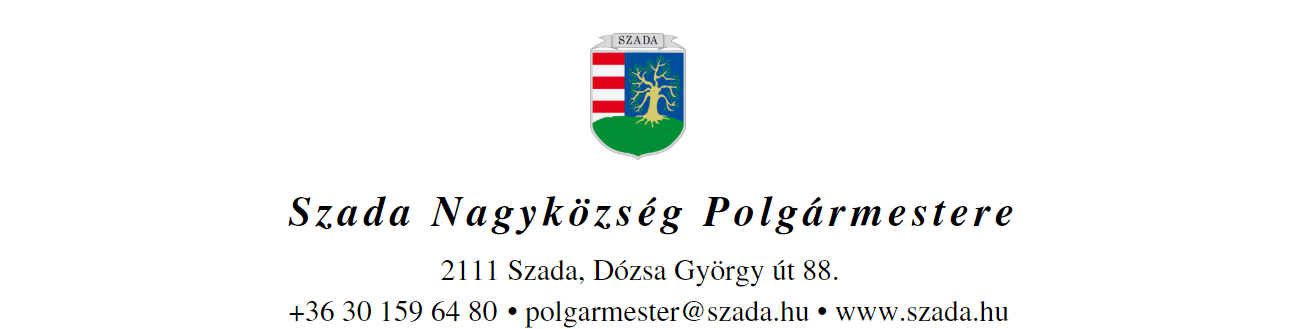 SZADA
Szada Nagyközség Polgármestere
2111 Szada, Dózsa György út 88.
+36 30 159 64 80 • polgarmester@szada.hu • www.szada.hu